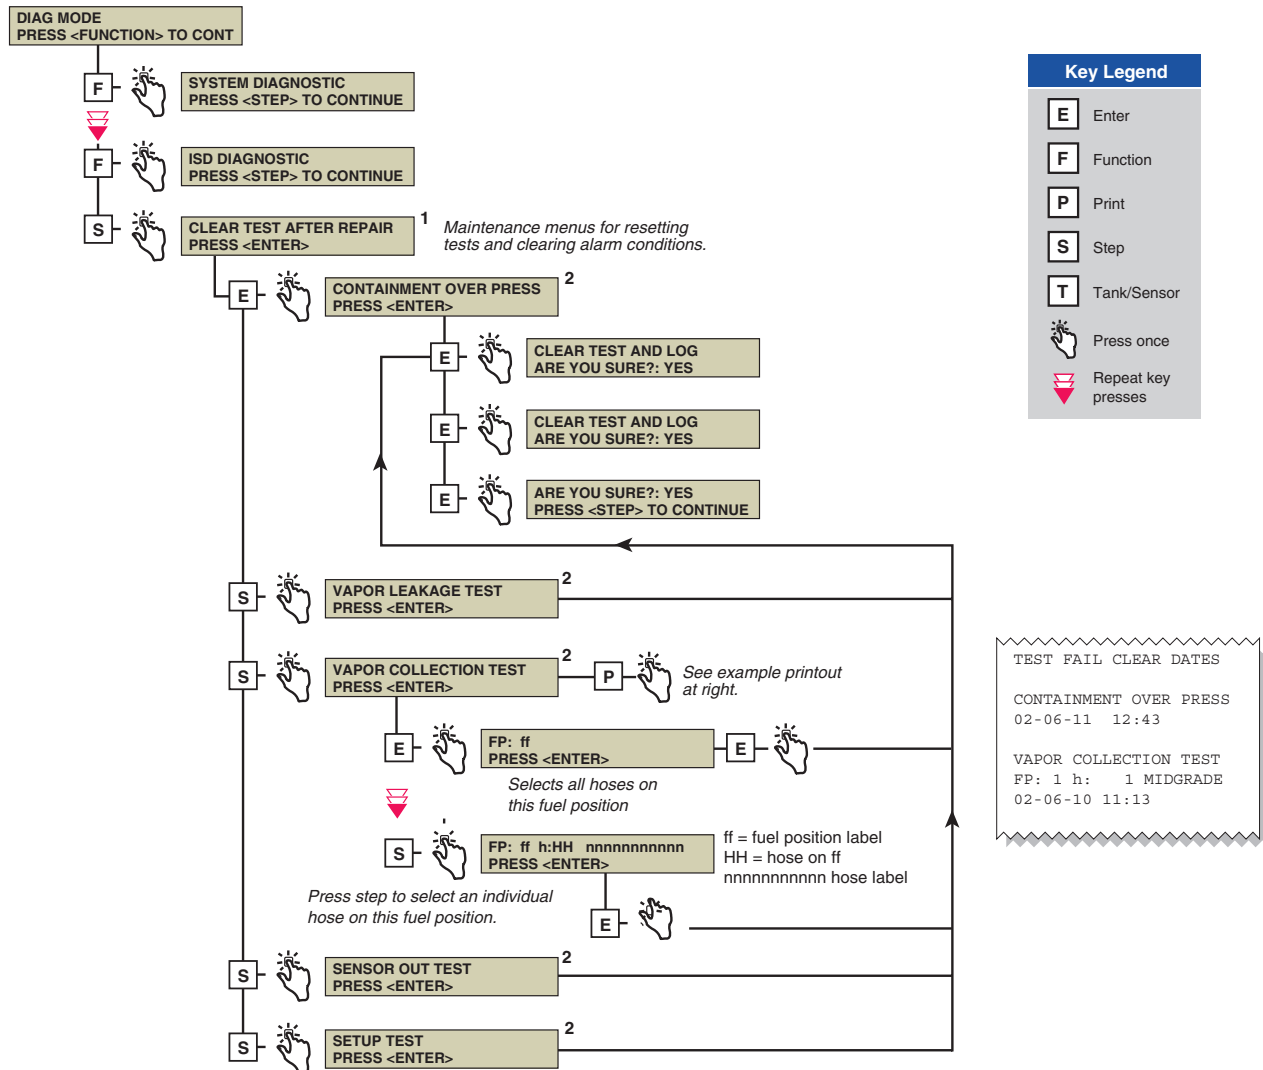 DIAG MODE
PRESS <FUNCTION> TO CONT
F
SYSTEM DIAGNOSTIC
PRESS <STEP> TO CONTINUE
F
ISD DIAGNOSTIC
PRESS <STEP> TO CONTINUE
S
CLEAR TEST AFTER REPAIR
PRESS <ENTER>
1
Maintenance menus for resetting
tests and clearing alarm conditions.
E
CONTAINMENT OVER PRESS
PRESS <ENTER>
2
E
CLEAR TEST AND LOG
ARE YOU SURE?: YES
E
CLEAR TEST AND LOG
ARE YOU SURE?: YES
E
ARE YOU SURE?: YES
PRESS <STEP> TO CONTINUE
S
VAPOR LEAKAGE TEST
PRESS <ENTER>
2
S
VAPOR COLLECTION TEST
PRESS <ENTER>
2
P
See example printout
at right.
E
FP: ff
PRESS <ENTER>
E
Selects all hoses on
this fuel position
S
FP: ff h:HH nnnnnnnnnnn
PRESS <ENTER>
ff = fuel position label
HH = hose on ff
nnnnnnnnnnn hose label
Press step to select an individual
hose on this fuel position.
E
S
SENSOR OUT TEST
PRESS <ENTER>
2
S
SETUP TEST
PRESS <ENTER>
2
Key Legend
E Enter
F Function
P Print
S Step
T Tank/Sensor
Press once
Repeat key
presses
TEST FAIL CLEAR DATES
CONTAINMENT OVER PRESS
02-06-11 12:43
VAPOR COLLECTION TEST
FP: 1 h: 1 MIDGRADE
02-06-10 11:13